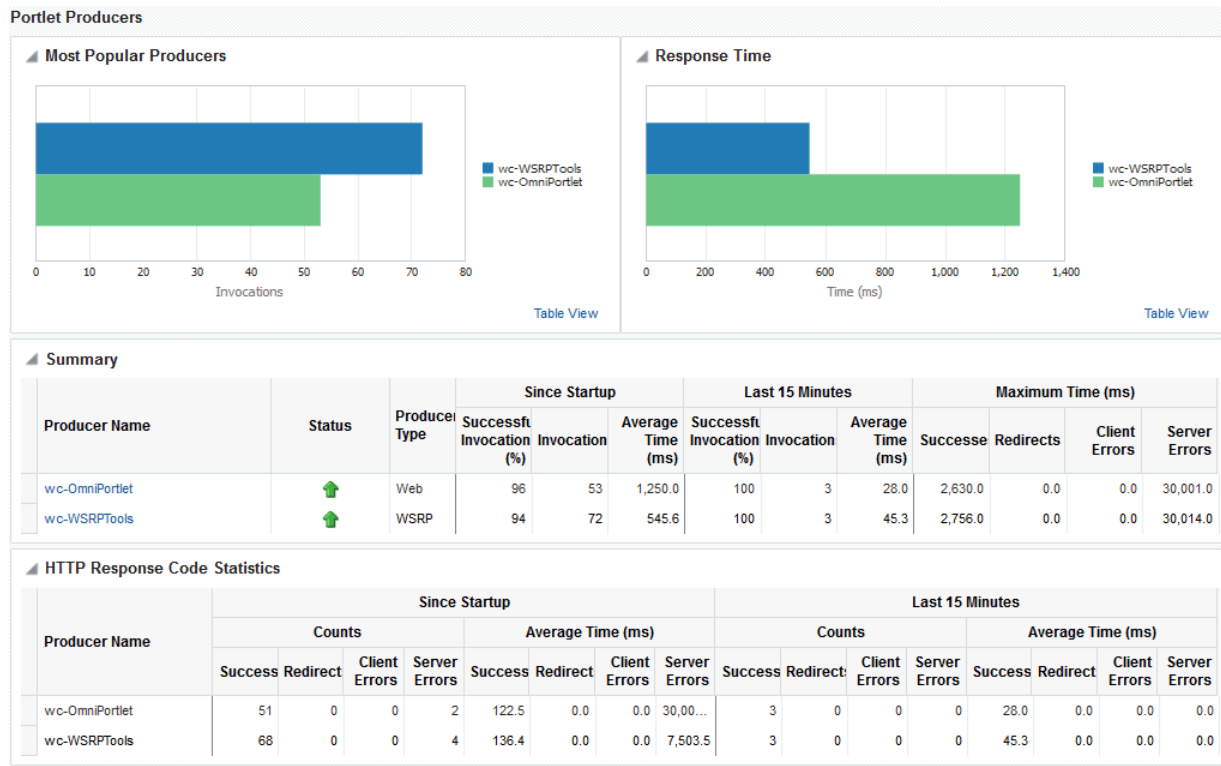 Portlet Producers
Most Popular Producers
wc-WSRPTools
wc-OmniPortlet
0 10 20 30 40 50 60 70 80
Invocations
Table View
Response Time
wc-WSRPTools
wc-OmniPortlet
0 200 400 600 800 1,000 1,200 1,400
Time (ms)
Table View
Summary
Since Startup Last 15 Minutes Maximum Time (ms)
Producer Name Status Producer Type Successfu Invocation (%) Invocation Average Time (ms) Successfu Invocation (%) Invocation Average Time (ms) Successe Redirects Client Errors Server Errors
wc-OmniPortlet Web 96 53 1,250.0 100 3 28.0 2,630.0 0.0 0.0 30,001.0
wc-WSRPTools WSRP 94 72 545.6 100 3 45.3 2,756.0 0.0 0.0 30,014.0
HTTP Response Code Statistics
Since Startup Last 15 Minutes
Producer Name Counts Average Time (ms) Counts Average Time (ms)
Success Redirect Client Errors Server Errors Success Redirect Client Errors Server Errors Success Redirects Client Errors Server Errors Success Redirect Client Errors Server Errors
wc-OmniPortlet 51 0 0 2 122.5 0.0 0.0 30,00... 3 0 0 0 28.0 0.0 0.0 0.0
wc-WSRPTools 68 0 0 4 136.4 0.0 0.0 7,503.5 3 0 0 0 45.3 0.0 0.0 0.0